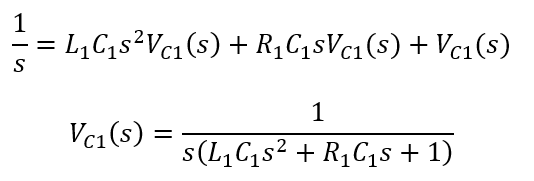 1/s = L₁C₁s²V_C1(s) + R₁C₁sV_C1(s) + V_C1(s)
V_C1(s) = 1/(s(L₁C₁s² + R₁C₁s + 1))